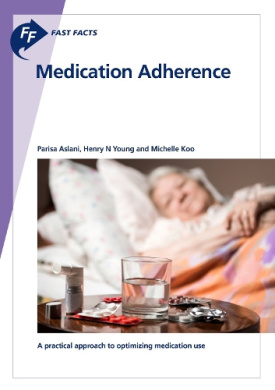 FF
FAST FACTS
Medication Adherence
Parisa Aslani, Henry N Young and Michelle Koo
A practical approach to optimizing medication use